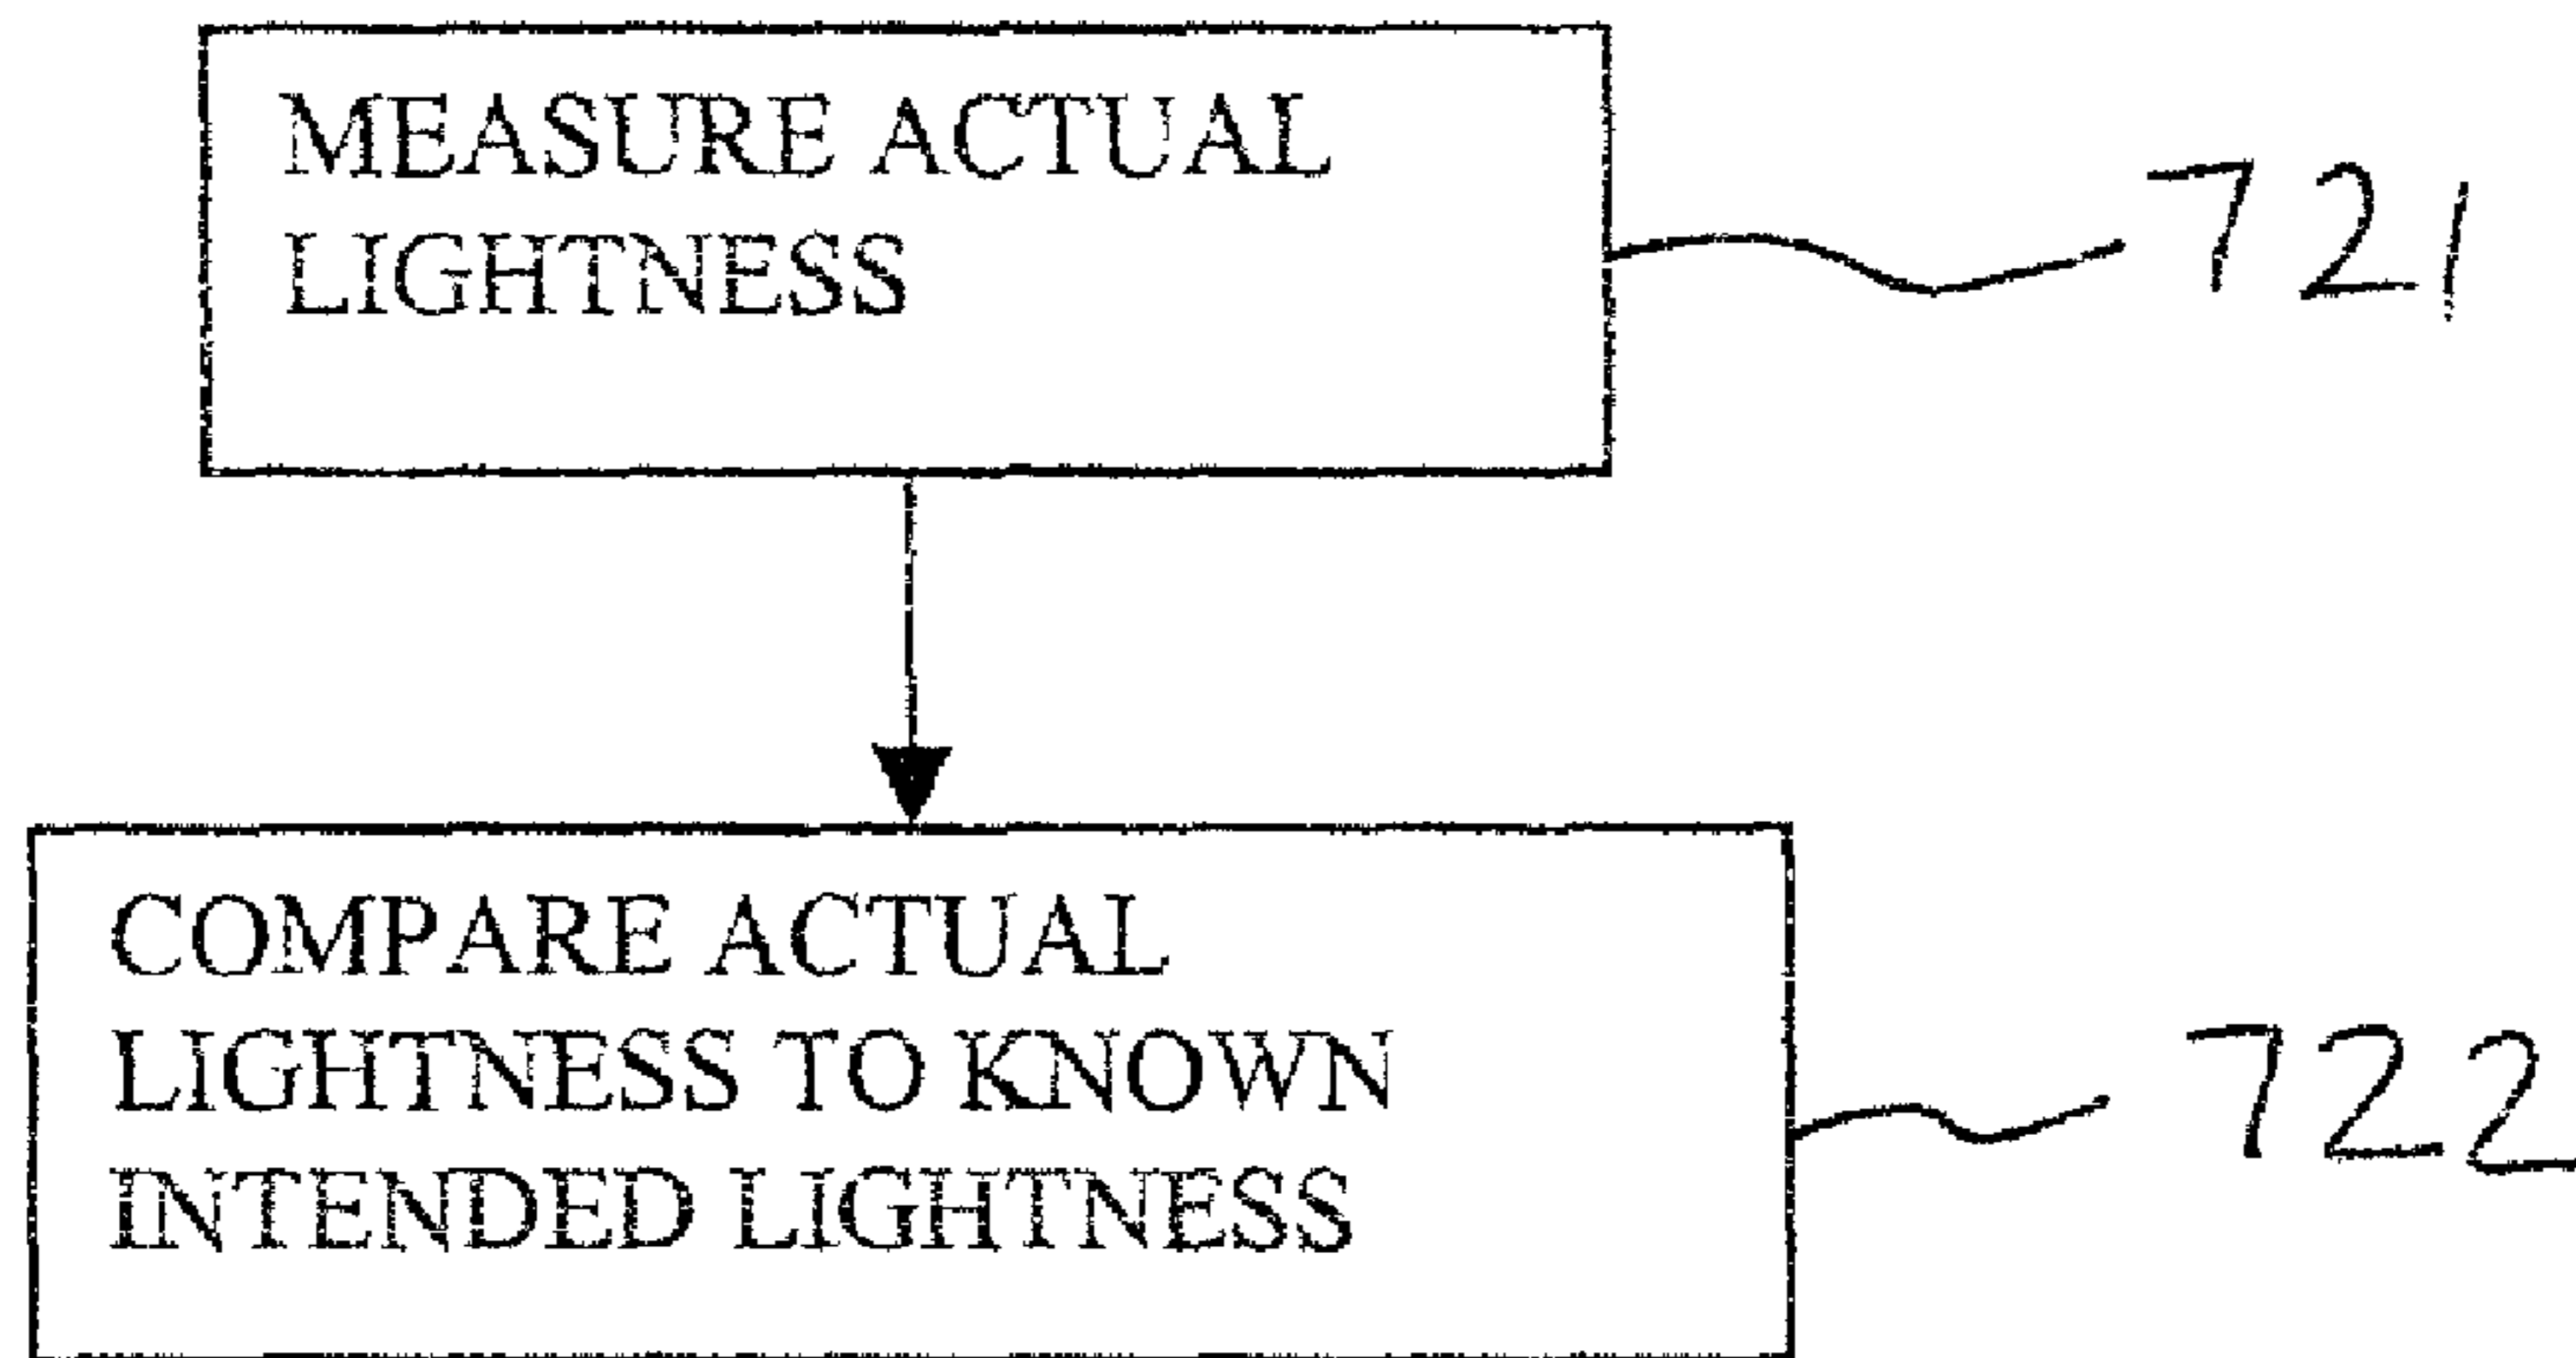 MEASURE ACTUAL
LIGHTNESS
721
COMPARE ACTUAL
LIGHTNESS TO KNOWN
INTENDED LIGHTNESS
722